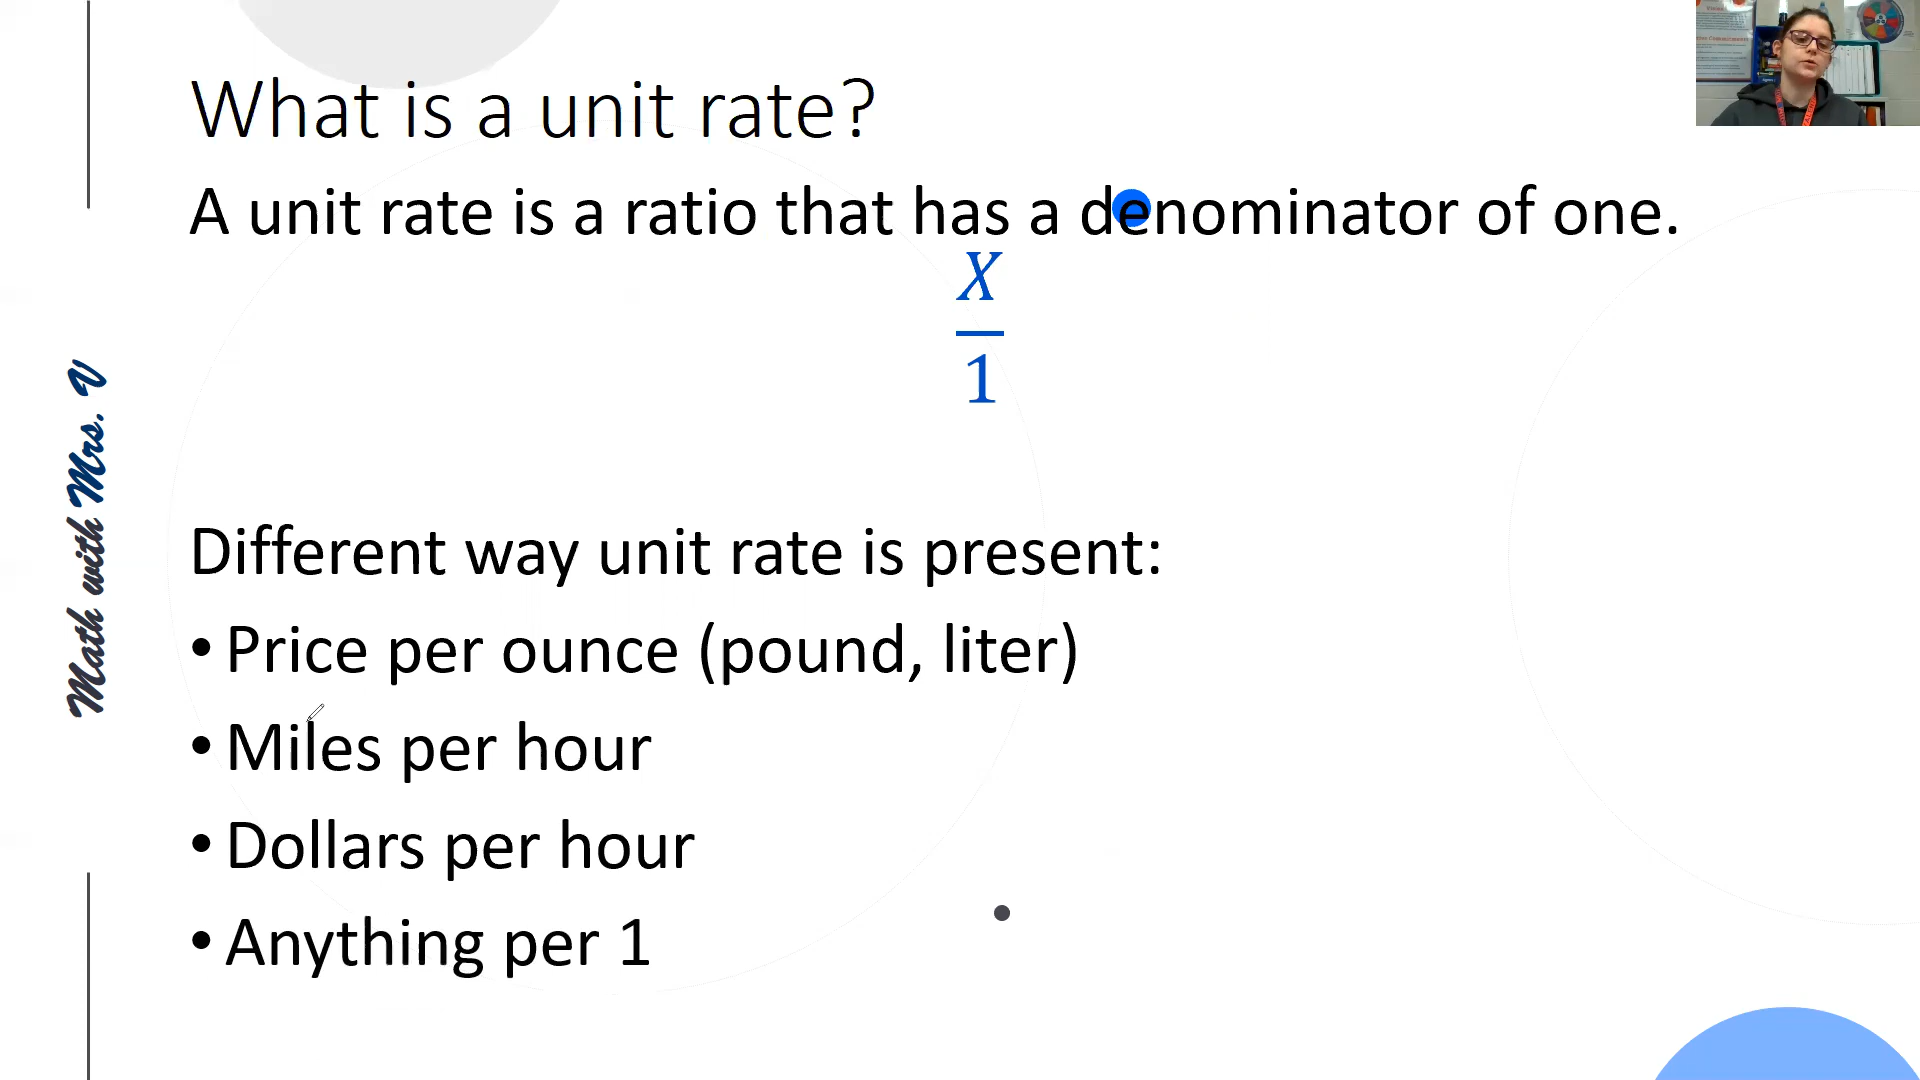 What is a unit rate?
A unit rate is a ratio that has a denominator of one.
X
1
Different way unit rate is present:
• Price per ounce (pound, liter)
• Miles per hour
• Dollars per hour
• Anything per 1
Math with Mrs. V